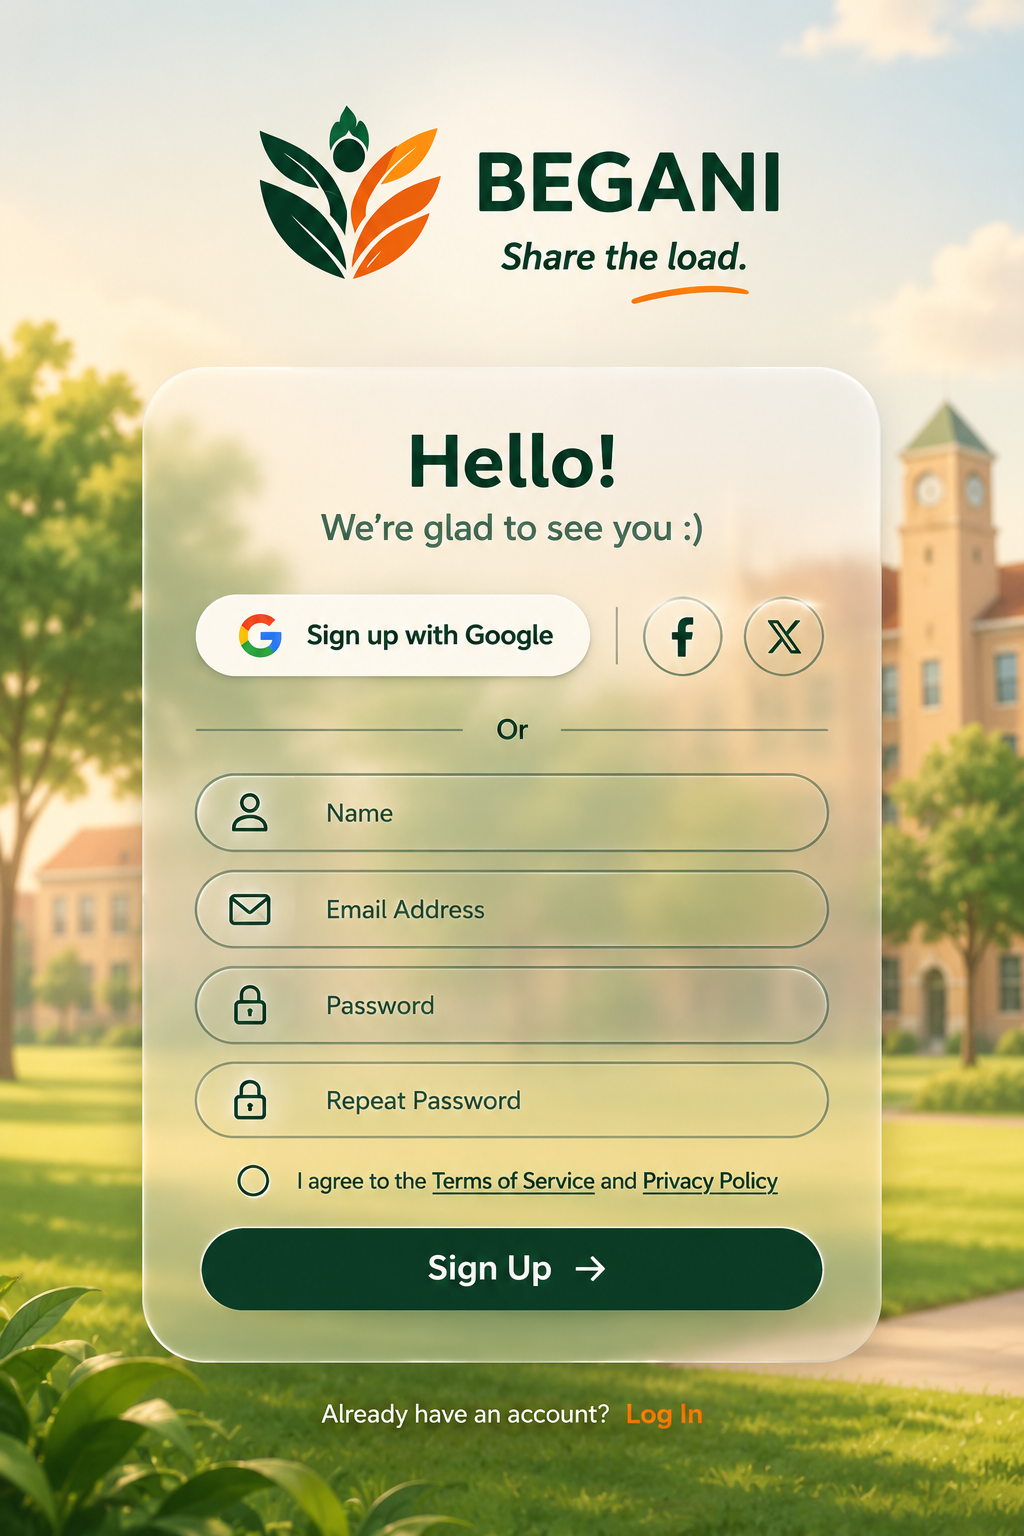 BEGANI
Share the load.
Hello!
We're glad to see you :)
Sign up with Google
Or
Name
Email Address
Password
Repeat Password
I agree to the Terms of Service and Privacy Policy
Sign Up →
Already have an account? Log In